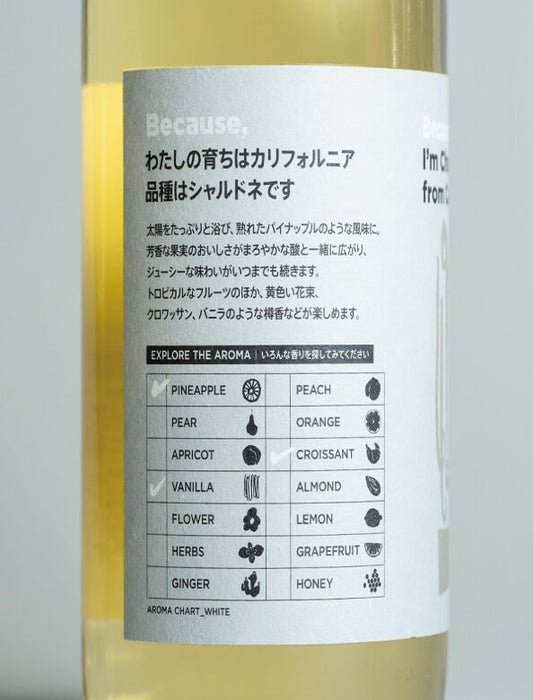 Because,
わたしの育ちはカリフォルニア
品種はシャルドネです
太陽をたっぷりと浴び、熟れたパイナップルのような風味に。
芳香な果実のおいしさがまろやかな酸と一緒に広がり、
ジューシーな味わいがいつまでも続きます。
トロピカルなフルーツのほか、黄色い花束、
クロワッサン、バニラのような樽香などが楽しめます。
EXPLORE THE AROMA | いろんな香りを探してみてください
PINEAPPLE PEACH
PEAR ORANGE
APRICOT CROISSANT
VANILLA ALMOND
FLOWER LEMON
HERBS GRAPEFRUIT
GINGER HONEY
AROMA CHART_WHITE
I'm
from